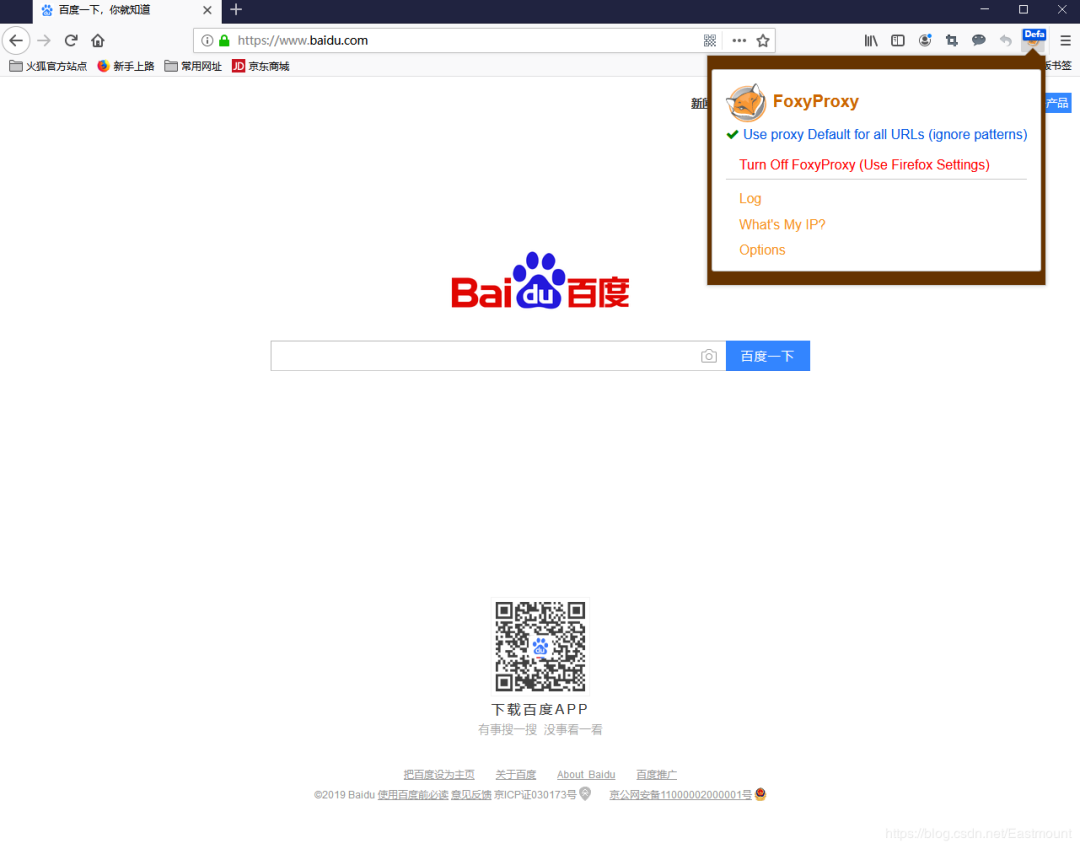 百度一下，你就知道
Defa
https://www.baidu.com
火狐官方站点 新手上路 常用网址 JD 京东商城 版书签
新闻 产品
FoxyProxy
Use proxy Default for all URLs (ignore patterns)
Turn Off FoxyProxy (Use Firefox Settings)
Log
What's My IP?
Options
Bai du 百度
百度一下
du
下载百度APP
有事搜一搜 没事看一看
把百度设为主页 关于百度 About Baidu 百度推广
©2019 Baidu 使用百度前必读 意见反馈 京ICP证030173号 京公网安备11000002000001号
https://blog.csdn.net/Eastmount